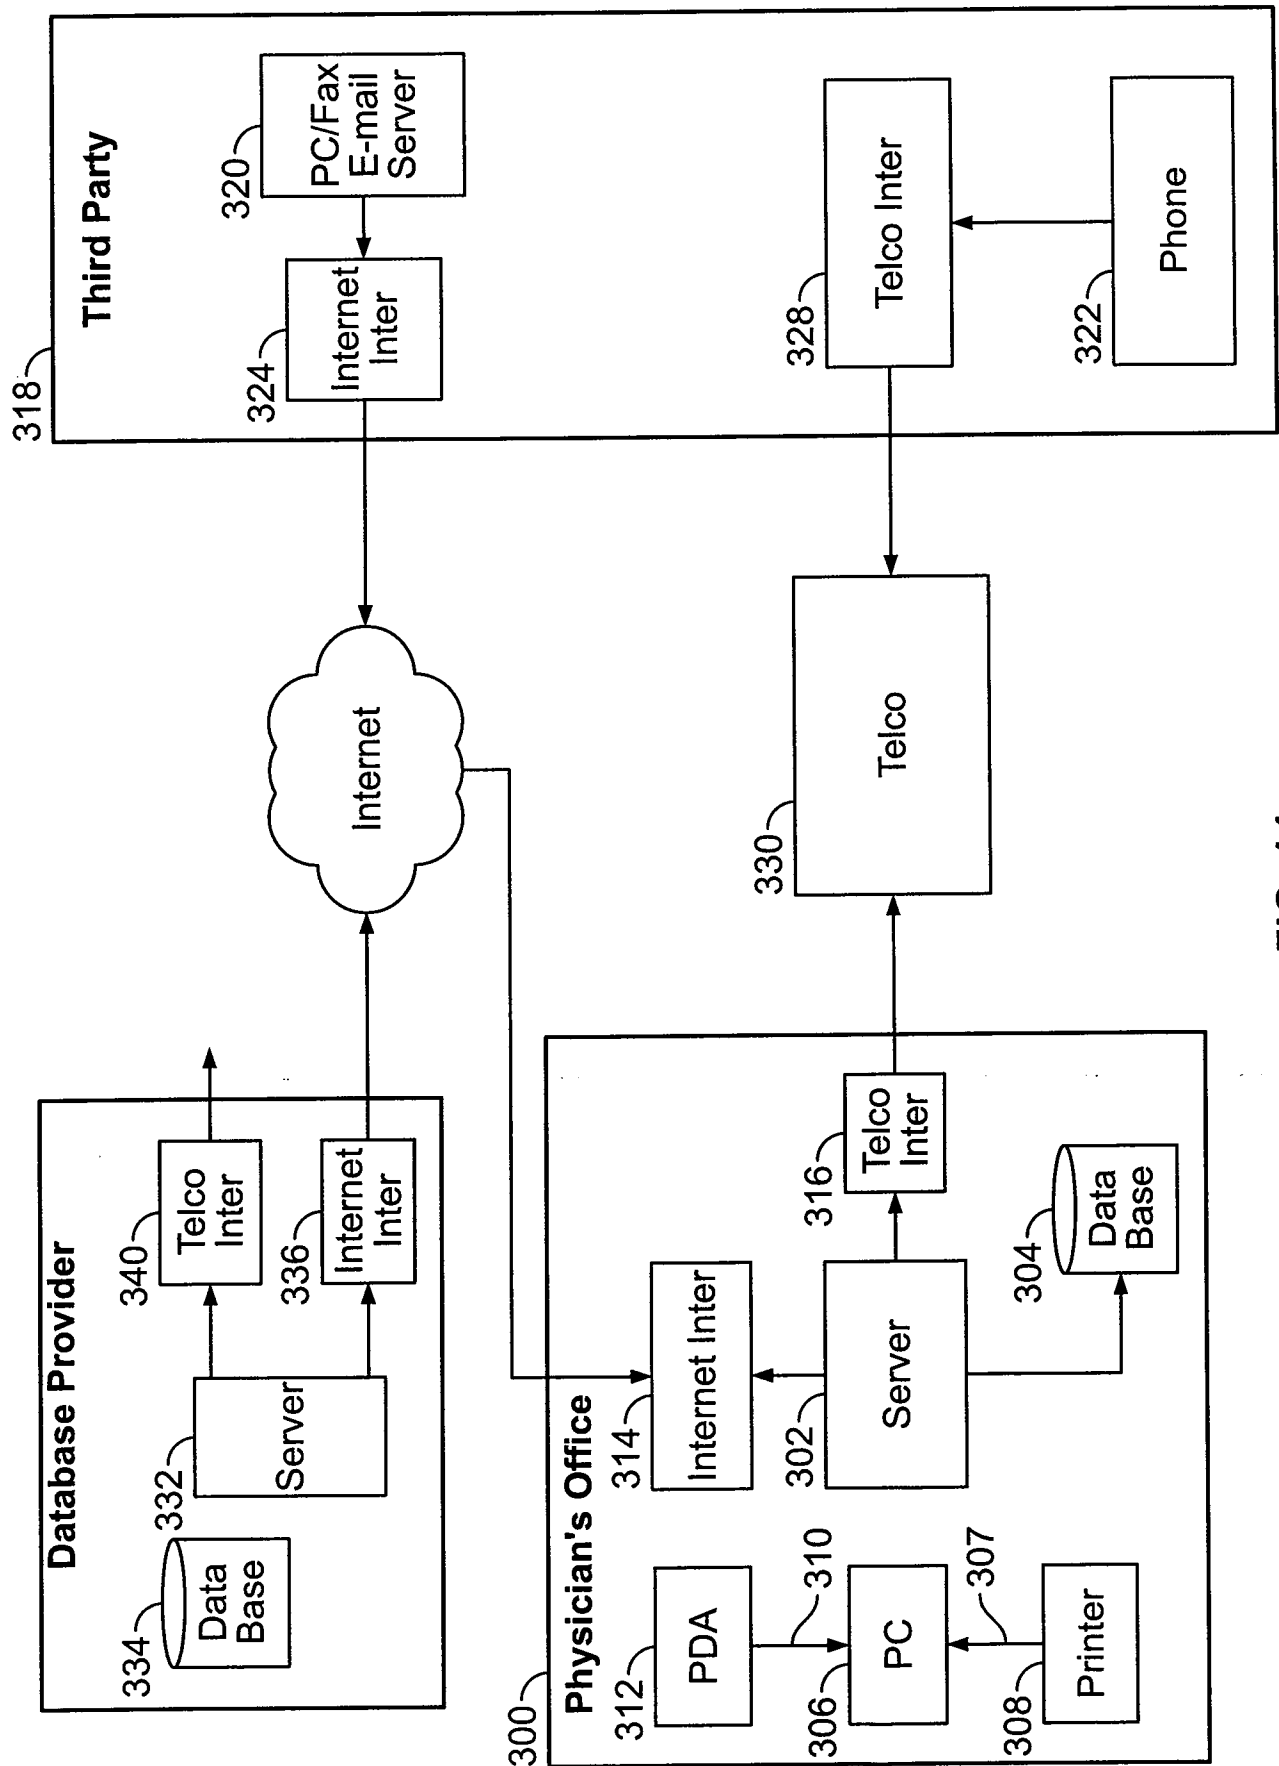 Database Provider
334
Data
Base
332
Server
340
Telco
Inter
336
Internet
Inter
Internet
318
Third Party
324
Internet
Inter
320
PC/Fax
E-mail
Server
300
Physician's Office
312
PDA
310
306
PC
307
308
Printer
314
Internet Inter
302
Server
316
Telco
Inter
304
Data
Base
330
Telco
328
Telco Inter
322
Phone